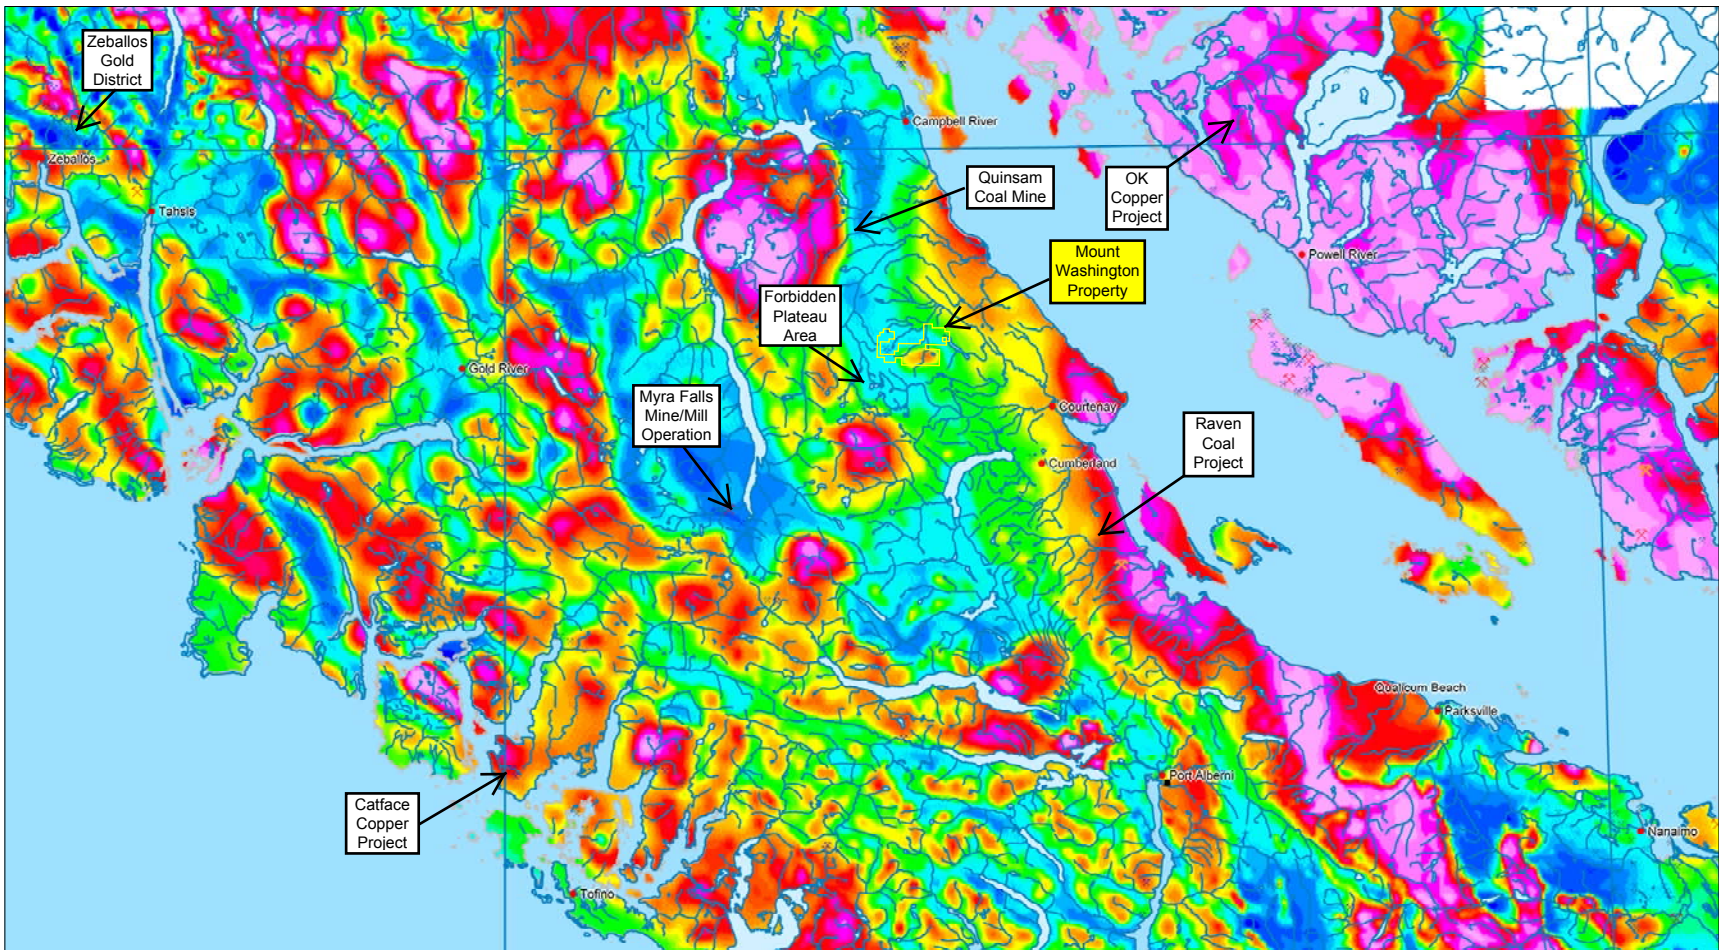 Zeballos
Gold
District
Campbell River
Zeballos
Quinsam
Coal Mine
OK
Copper
Project
Tahsis
Mount
Washington
Property
Powell River
Forbidden
Plateau
Area
Gold River
Myra Falls
Mine/Mill
Operation
Courtenay
Raven
Coal
Project
Cumberland
Qualicum Beach
Parksville
Port Alberni
Catface
Copper
Project
Nanaimo
Tofino